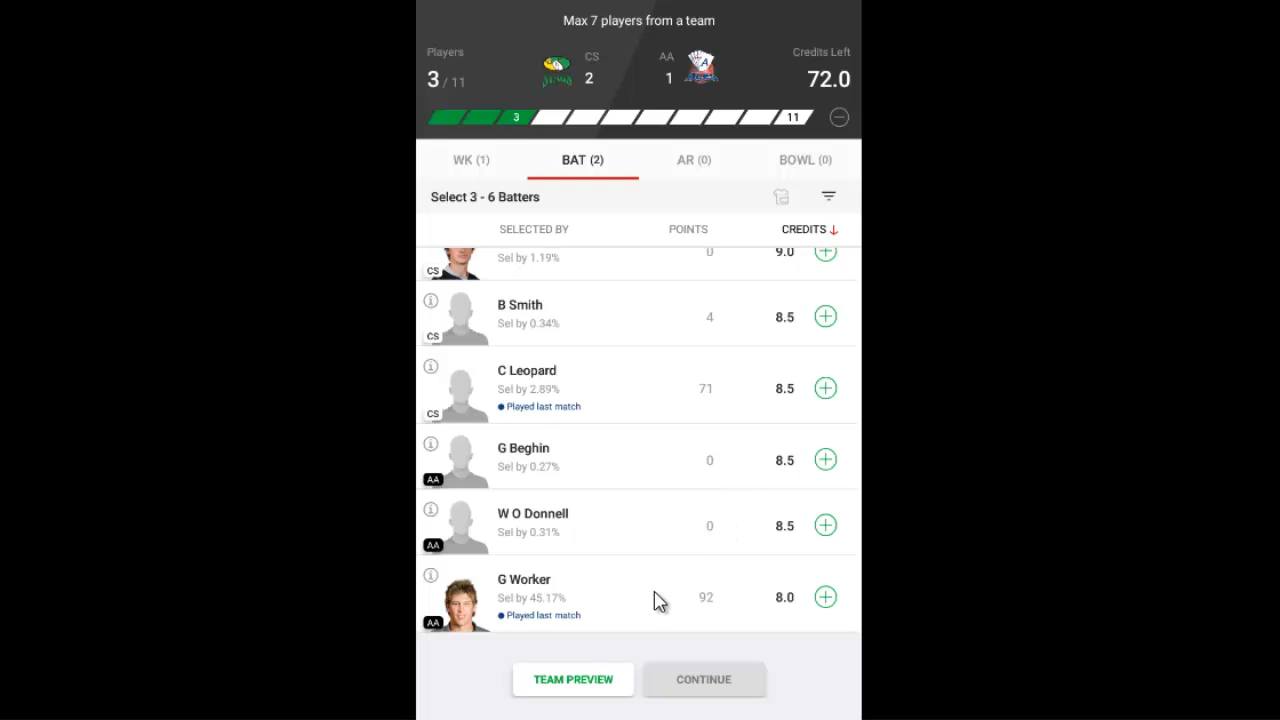 Max 7 players from a team
Players CS AA Credits Left
3 / 11 2 1 72.0
3 11
WK (1) BAT (2) AR (0) BOWL (0)
Select 3 - 6 Batters
SELECTED BY POINTS CREDITS ↓
CS Sel by 1.19% 0 9.0
B Smith
Sel by 0.34% 4 8.5
CS
C Leopard
Sel by 2.89% 71 8.5
Played last match
CS
G Beghin
Sel by 0.27% 0 8.5
AA
W O Donnell
Sel by 0.31% 0 8.5
AA
G Worker
Sel by 45.17% 92 8.0
Played last match
AA
TEAM PREVIEW CONTINUE